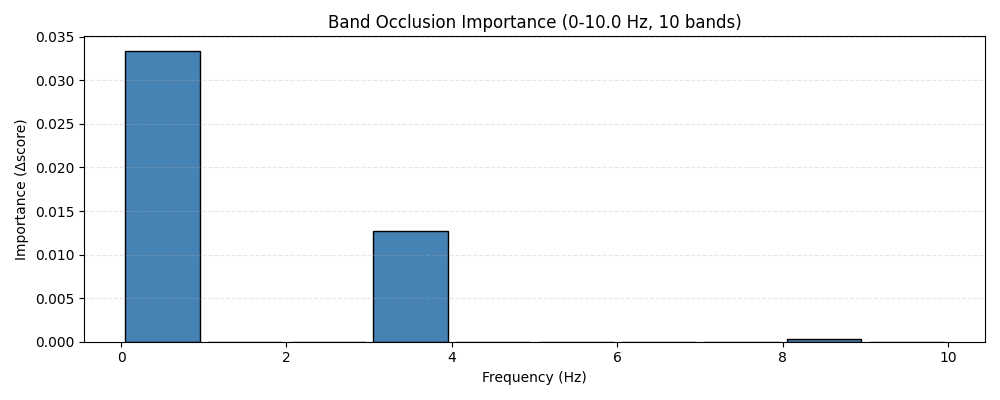 Band Occlusion Importance (0-10.0 Hz, 10 bands)
Importance (Δscore)
0.035
0.030
0.025
0.020
0.015
0.010
0.005
0.000
0 2 4 6 8 10
Frequency (Hz)